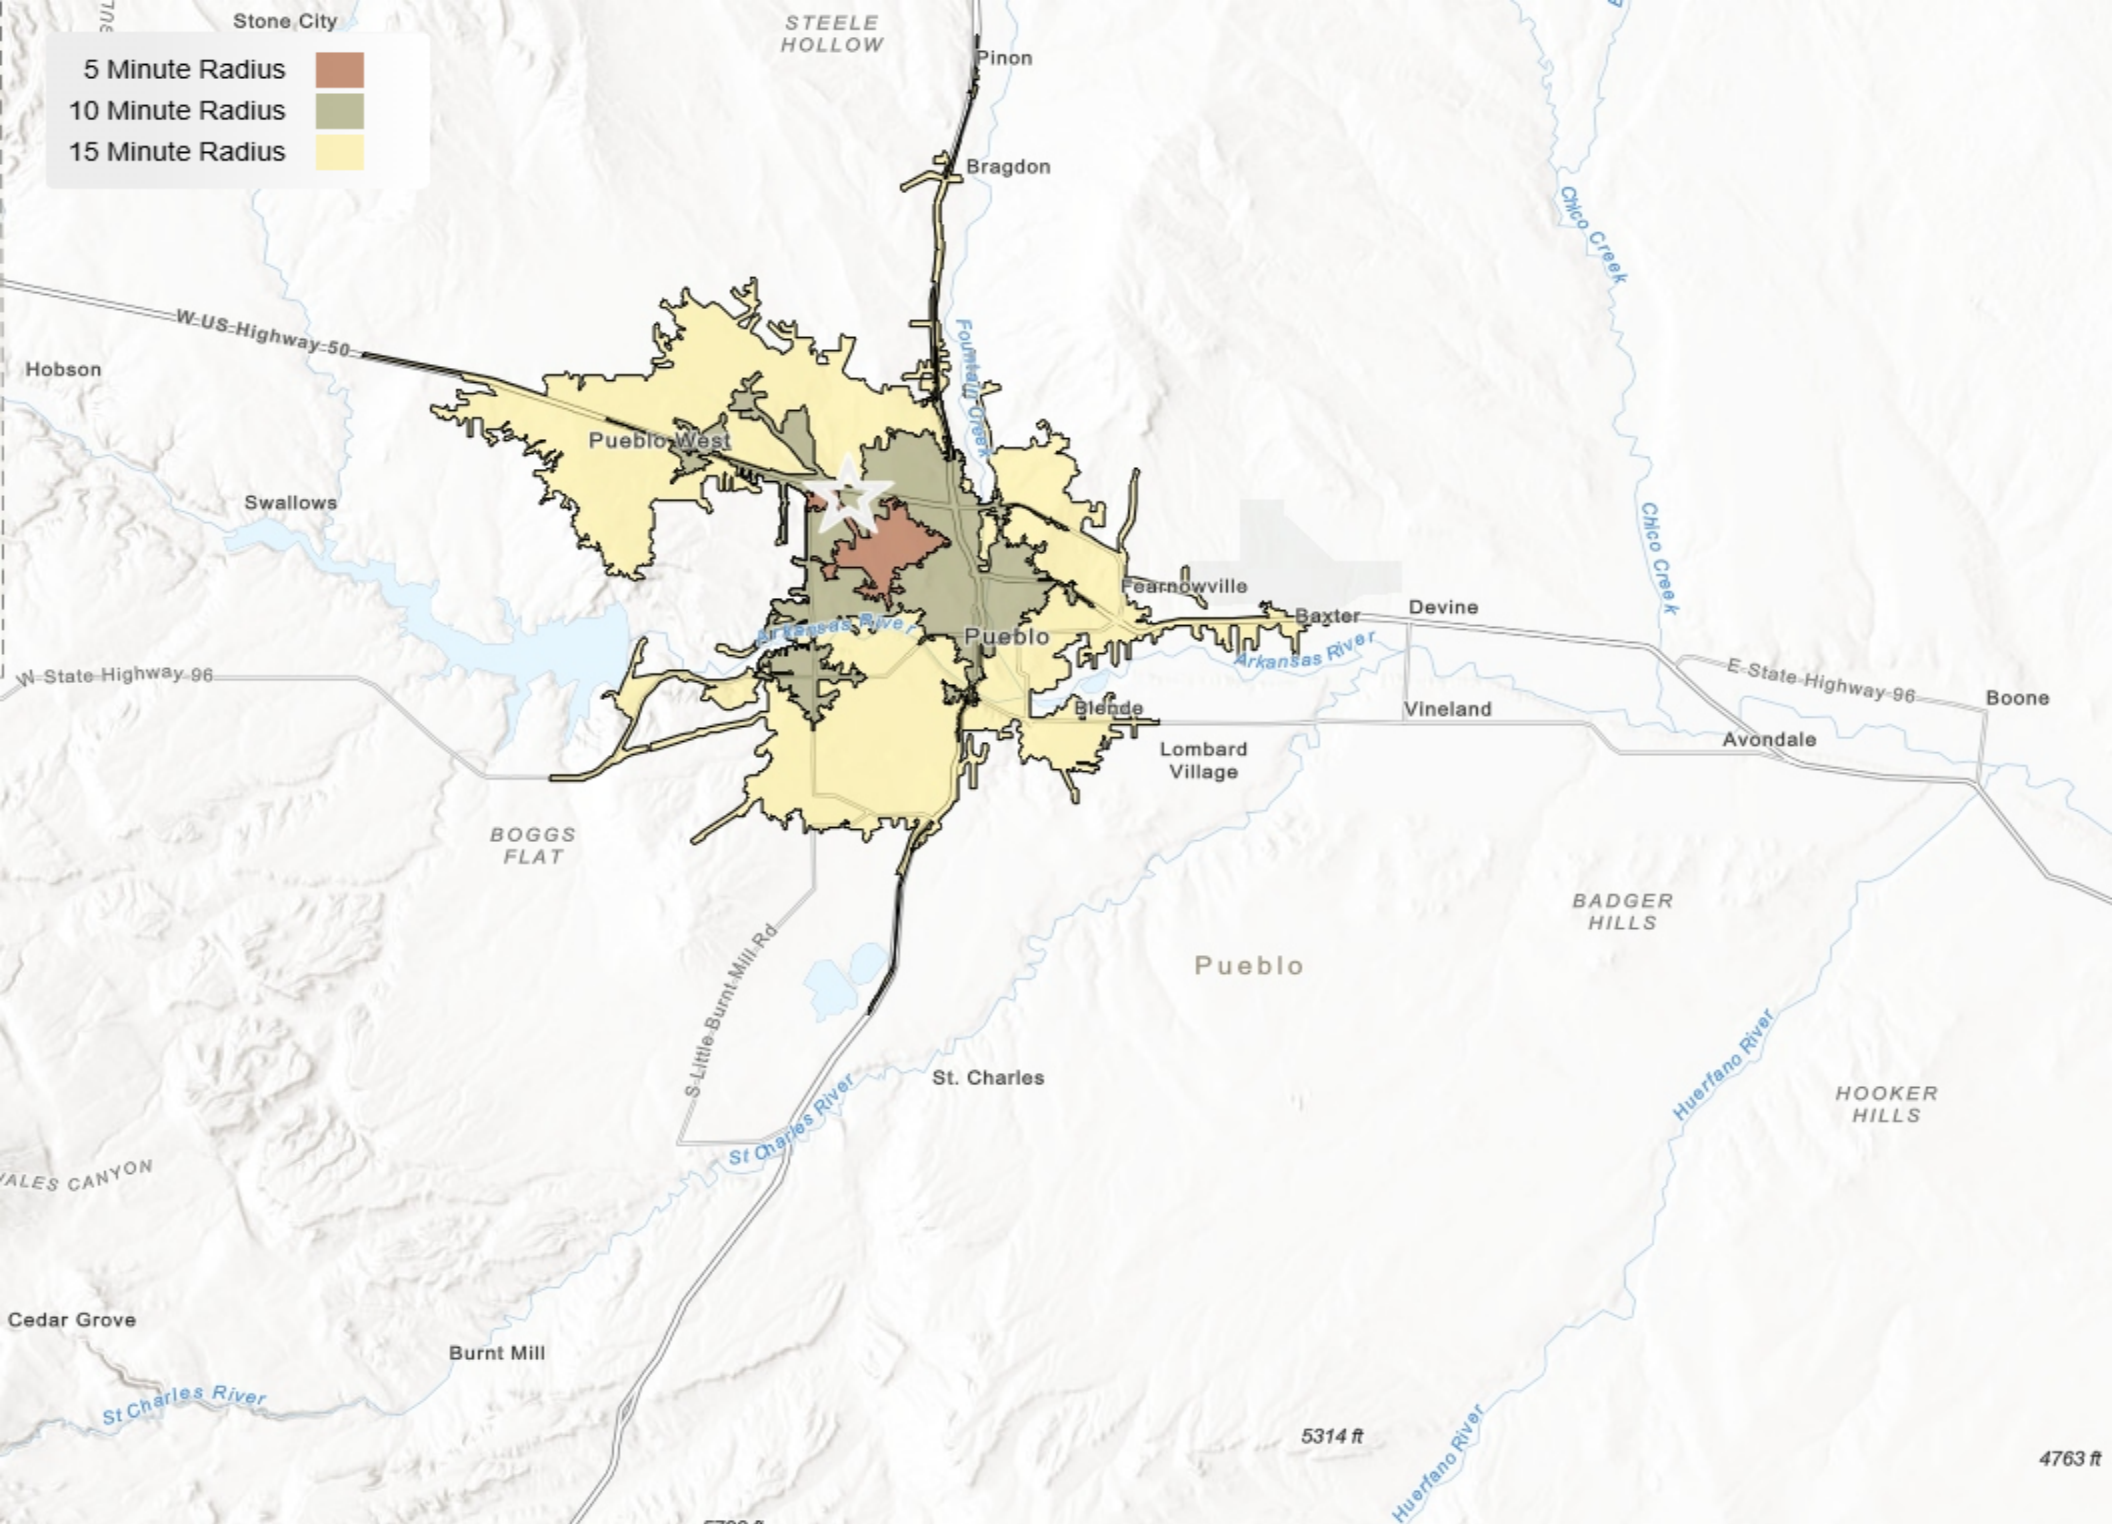 Stone City
STEELE
HOLLOW
Pinon
5 Minute Radius
10 Minute Radius
15 Minute Radius
Bragdon
Chico Creek
W US Highway 50
Fountain Creek
Hobson
Pueblo West
Swallows
Chico Creek
Fearnowville
Baxter
Devine
Arkansas River
Pueblo
Arkansas River
W State Highway 96
E State Highway 96
Boone
Blende
Vineland
Avondale
Lombard
Village
BOGGS
FLAT
BADGER
HILLS
S Little Burnt Mill Rd
Pueblo
St. Charles
Huerfano River
HOOKER
HILLS
St Charles River
CANYON
Cedar Grove
Burnt Mill
St Charles River
5314 ft
4763 ft
Huerfano River